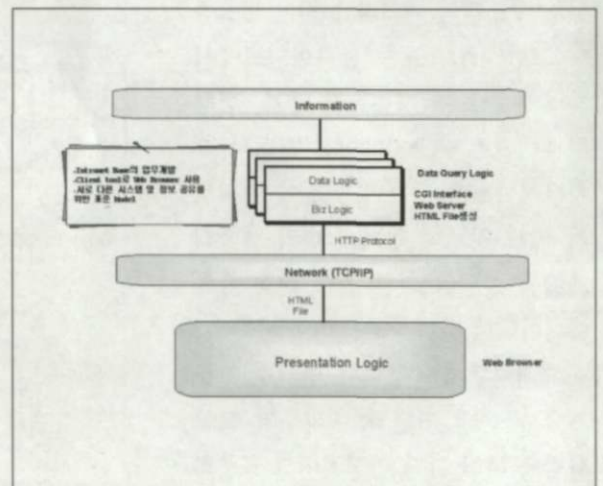 Information
-Intranet Base의 업무개발
-Client tool로 Web Browser 사용
-서로 다른 시스템 및 정보 공유를
위한 표준 Model
Data Logic
Biz Logic
Data Query Logic
CGI Interface
Web Server
HTML File생성
HTTP Protocol
Network (TCP/IP)
HTML
File
Presentation Logic
Web Browser